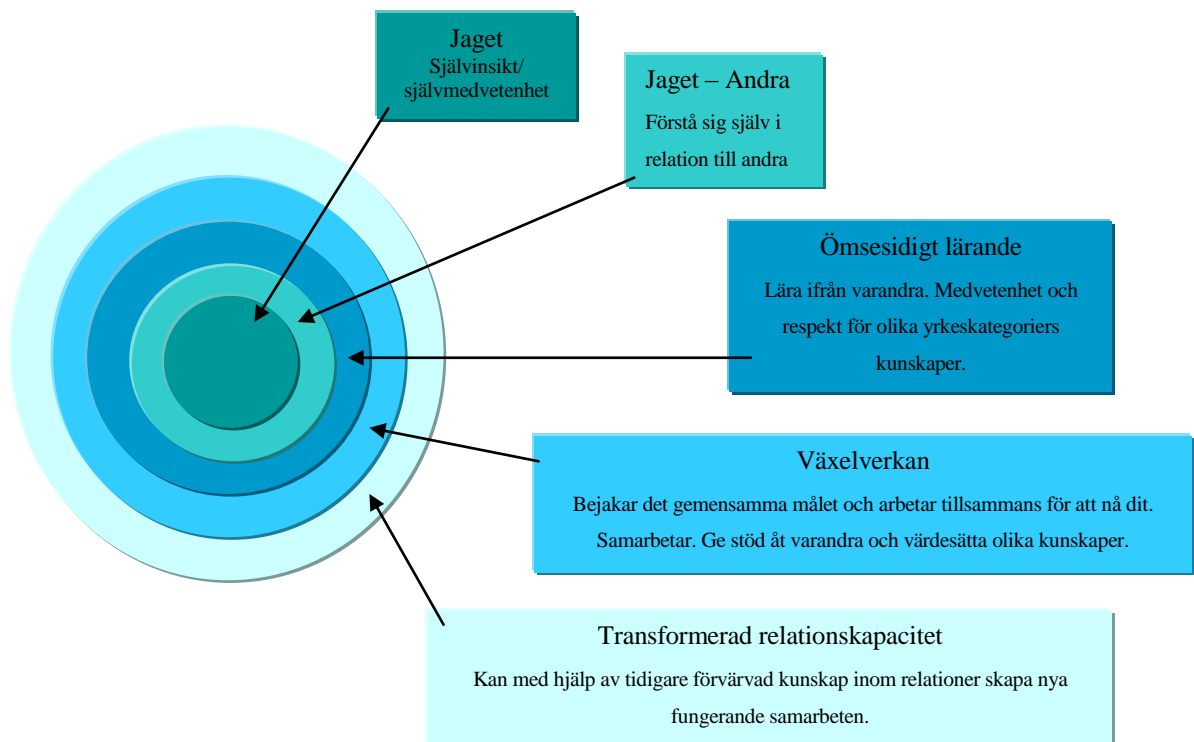 Jaget
Självinsikt/
självmedvetenhet
Jaget – Andra
Förstå sig själv i
relation till andra
Ömsesidigt lärande
Lära ifrån varandra. Medvetenhet och
respekt för olika yrkeskategoriers
kunskaper.
Växelverkan
Bejakar det gemensamma målet och arbetar tillsammans för att nå dit.
Samarbetar. Ge stöd åt varandra och värdesätta olika kunskaper.
Transformerad relationskapacitet
Kan med hjälp av tidigare förvärvad kunskap inom relationer skapa nya
fungerande samarbeten.